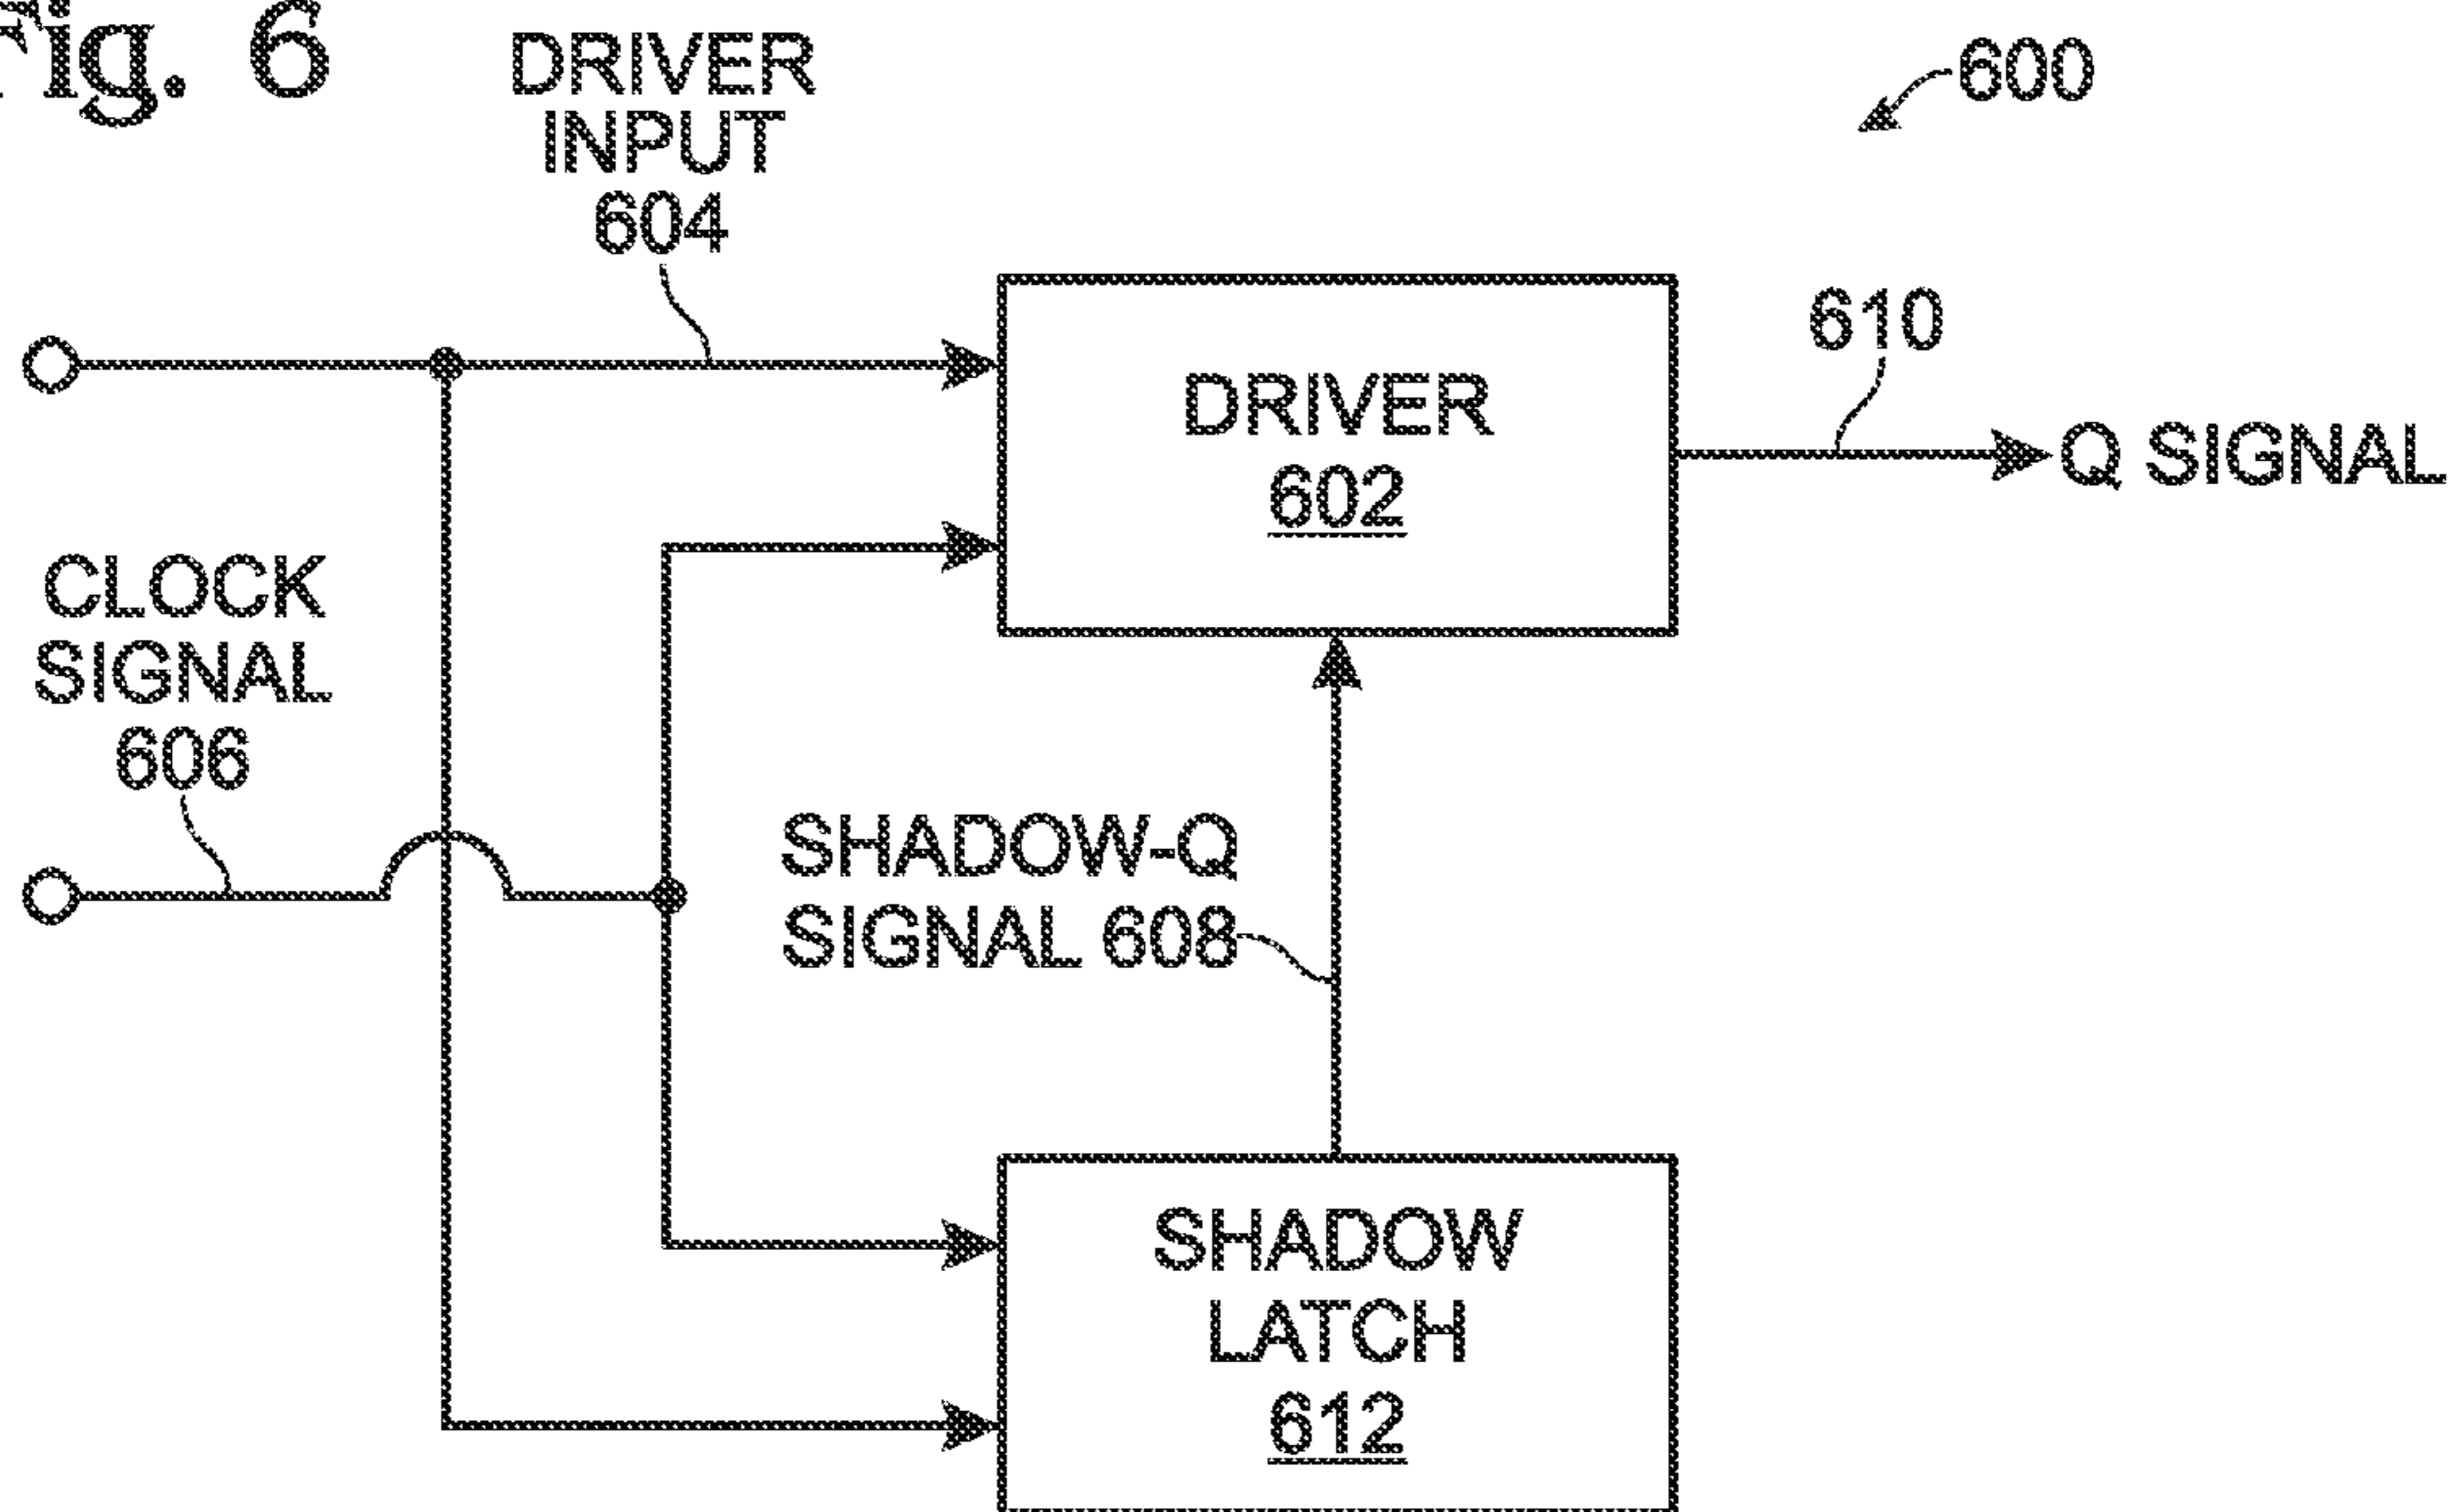 Fig. 6
DRIVER
INPUT
604
600
DRIVER
602
610
Q SIGNAL
CLOCK
SIGNAL
606
SHADOW-Q
SIGNAL 608
SHADOW
LATCH
612